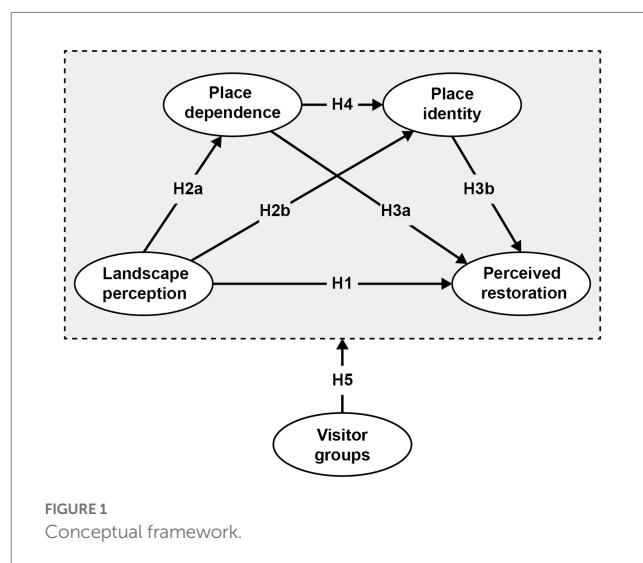 Place
dependence
H4
Place
identity
H2a
H2b
H3a
H3b
Landscape
perception
H1
Perceived
restoration
H5
Visitor
groups
FIGURE 1
Conceptual framework.